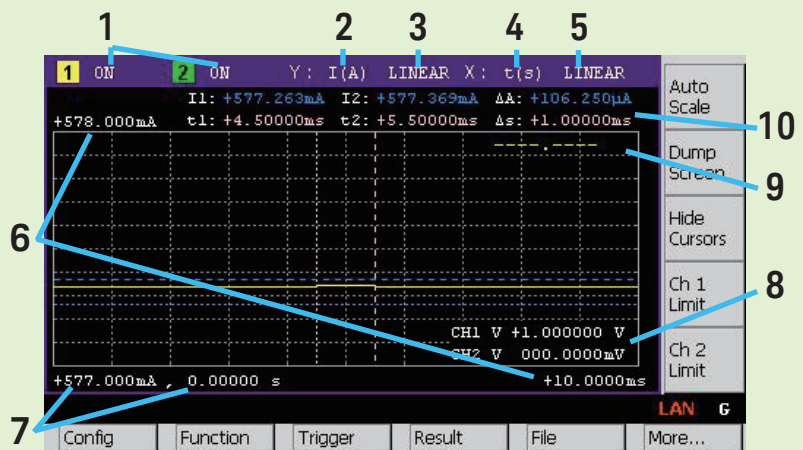 1 2 3 4 5
1 ON 2 ON Y: I(A) LINEAR X: t(s) LINEAR
I1: +577.263mA I2: +577.369mA ΔA: +106.250µA
+578.000mA t1: +4.50000ms t2: +5.50000ms Δs: +1.00000ms
10
----.----
9
6
8
CH1 V +1.000000 V
CH2 V 000.0000mV
+577.000mA , 0.00000 s +10.0000ms
7
Auto
Scale
Dump
Screen
Hide
Cursors
Ch 1
Limit
Ch 2
Limit
LAN G
Config Function Trigger Result File More...